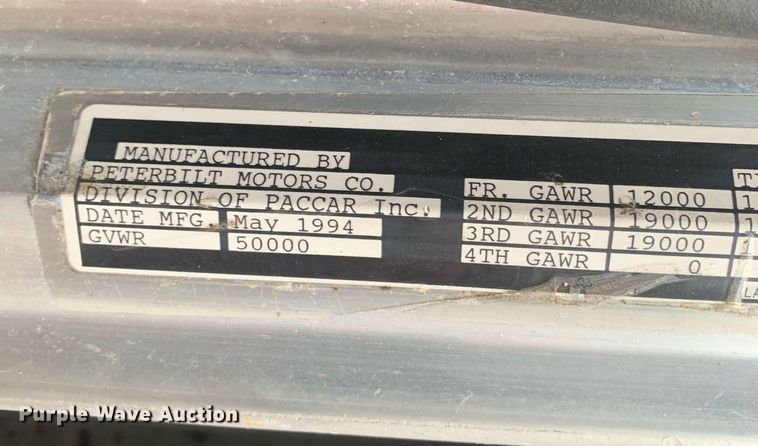 MANUFACTURED BY
PETERBILT MOTORS CO.
DIVISION OF PACCAR Inc.
DATE MFG. May 1994
GVWR 50000
FR. GAWR 12000
2ND GAWR 19000
3RD GAWR 19000
4TH GAWR 0
Purple Wave Auction